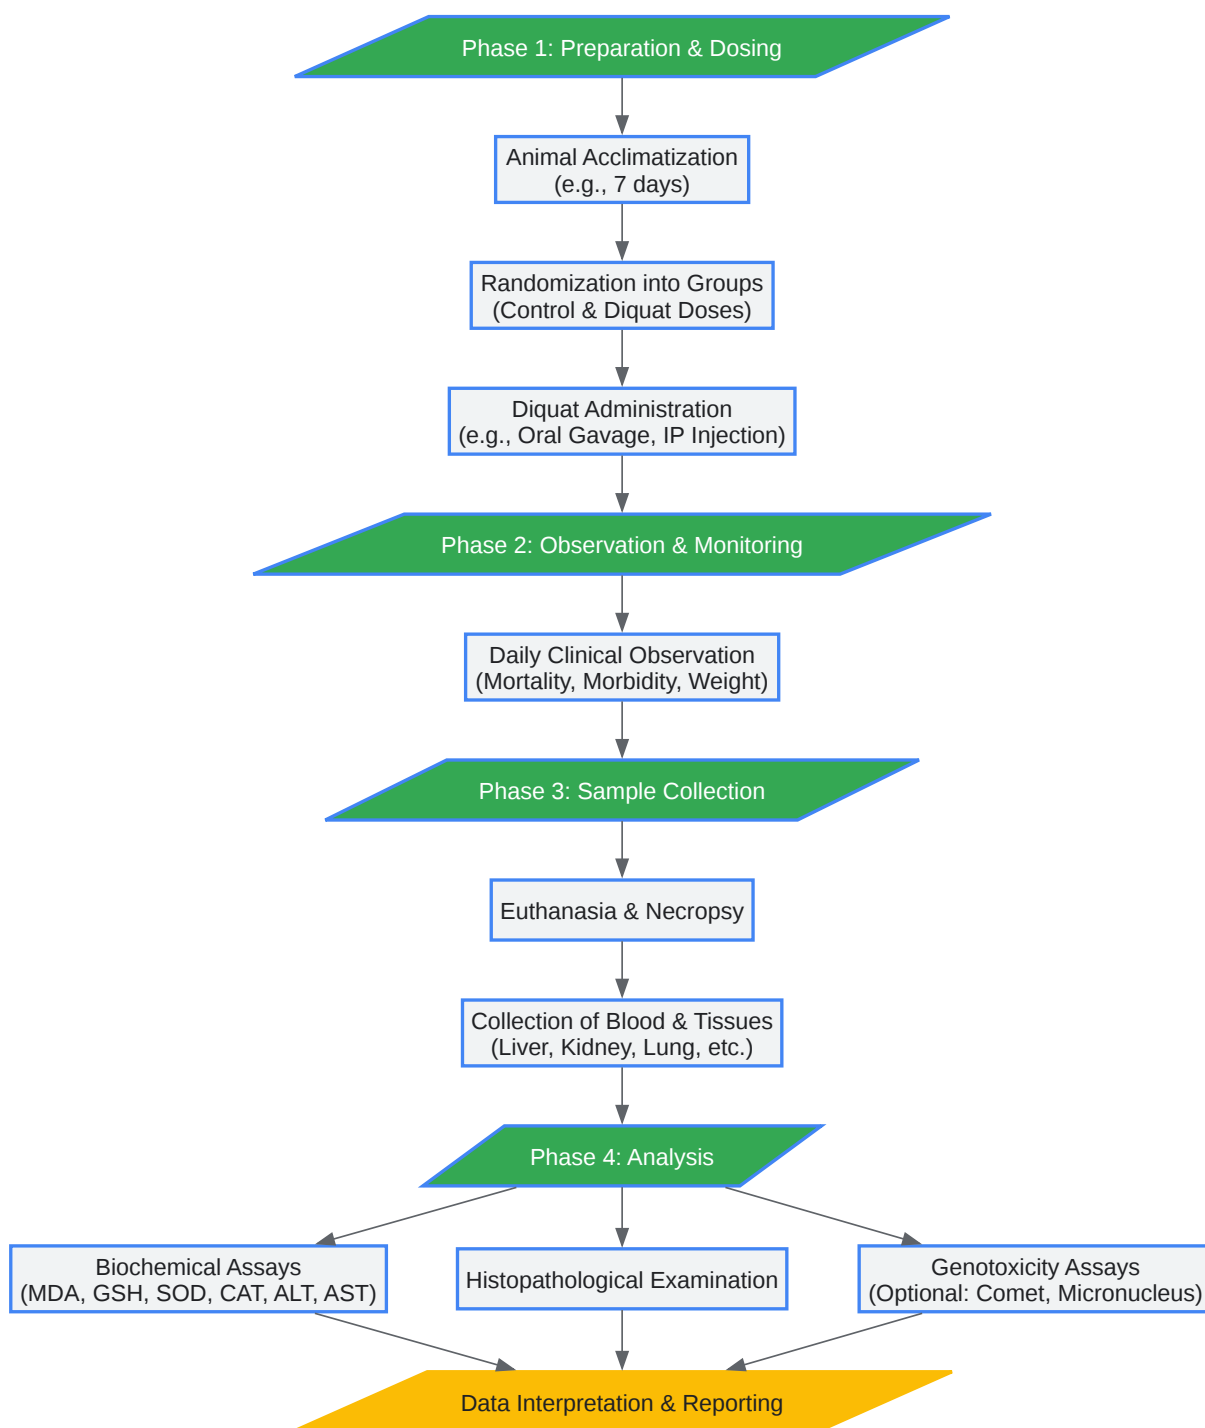 Phase 1: Preparation & Dosing
Animal Acclimatization
(e.g., 7 days)
Randomization into Groups
(Control & Diquat Doses)
Diquat Administration
(e.g., Oral Gavage, IP Injection)
Phase 2: Observation & Monitoring
Daily Clinical Observation
(Mortality, Morbidity, Weight)
Phase 3: Sample Collection
Euthanasia & Necropsy
Collection of Blood & Tissues
(Liver, Kidney, Lung, etc.)
Phase 4: Analysis
Biochemical Assays
(MDA, GSH, SOD, CAT, ALT, AST)
Histopathological Examination
Genotoxicity Assays
(Optional: Comet, Micronucleus)
Data Interpretation & Reporting